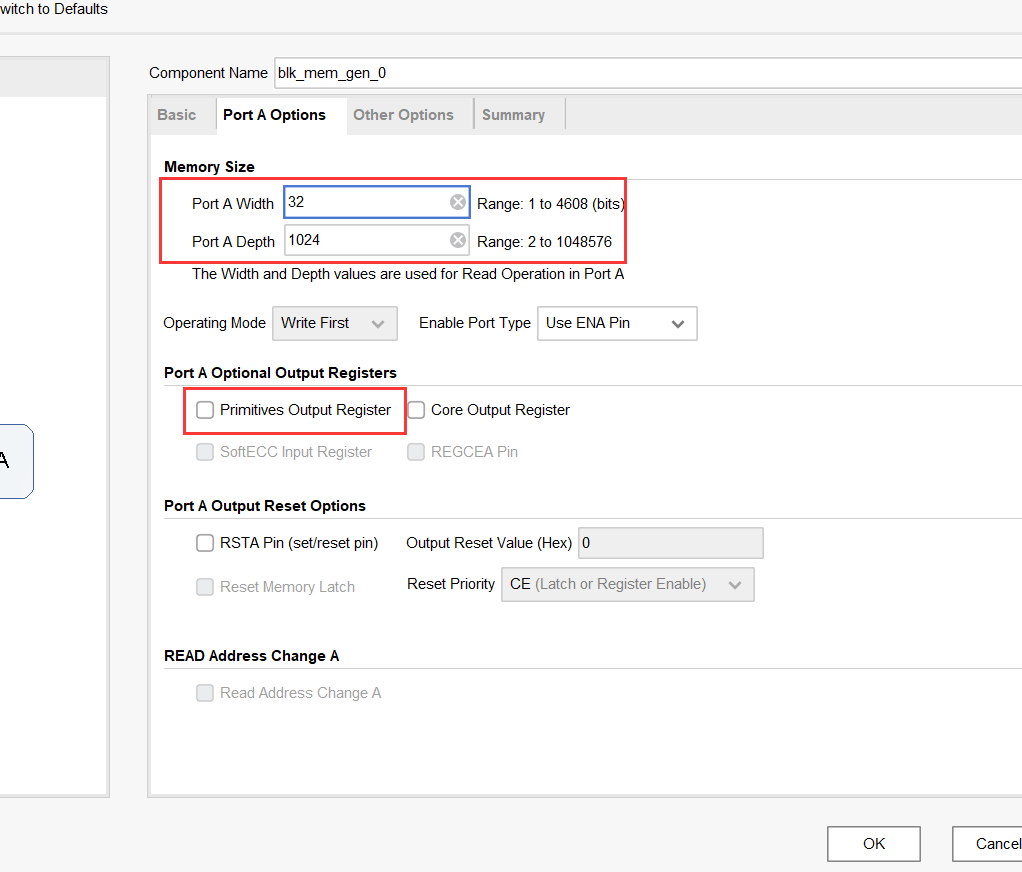 witch to Defaults
Component Name blk_mem_gen_0
Basic Port A Options Other Options Summary
Memory Size
Port A Width 32 Range: 1 to 4608 (bits)
Port A Depth 1024 Range: 2 to 1048576
The Width and Depth values are used for Read Operation in Port A
Operating Mode Write First Enable Port Type Use ENA Pin
Port A Optional Output Registers
Primitives Output Register Core Output Register
SoftECC Input Register REGCEA Pin
A
Port A Output Reset Options
RSTA Pin (set/reset pin) Output Reset Value (Hex) 0
Reset Memory Latch Reset Priority CE (Latch or Register Enable)
READ Address Change A
Read Address Change A
OK Cancel